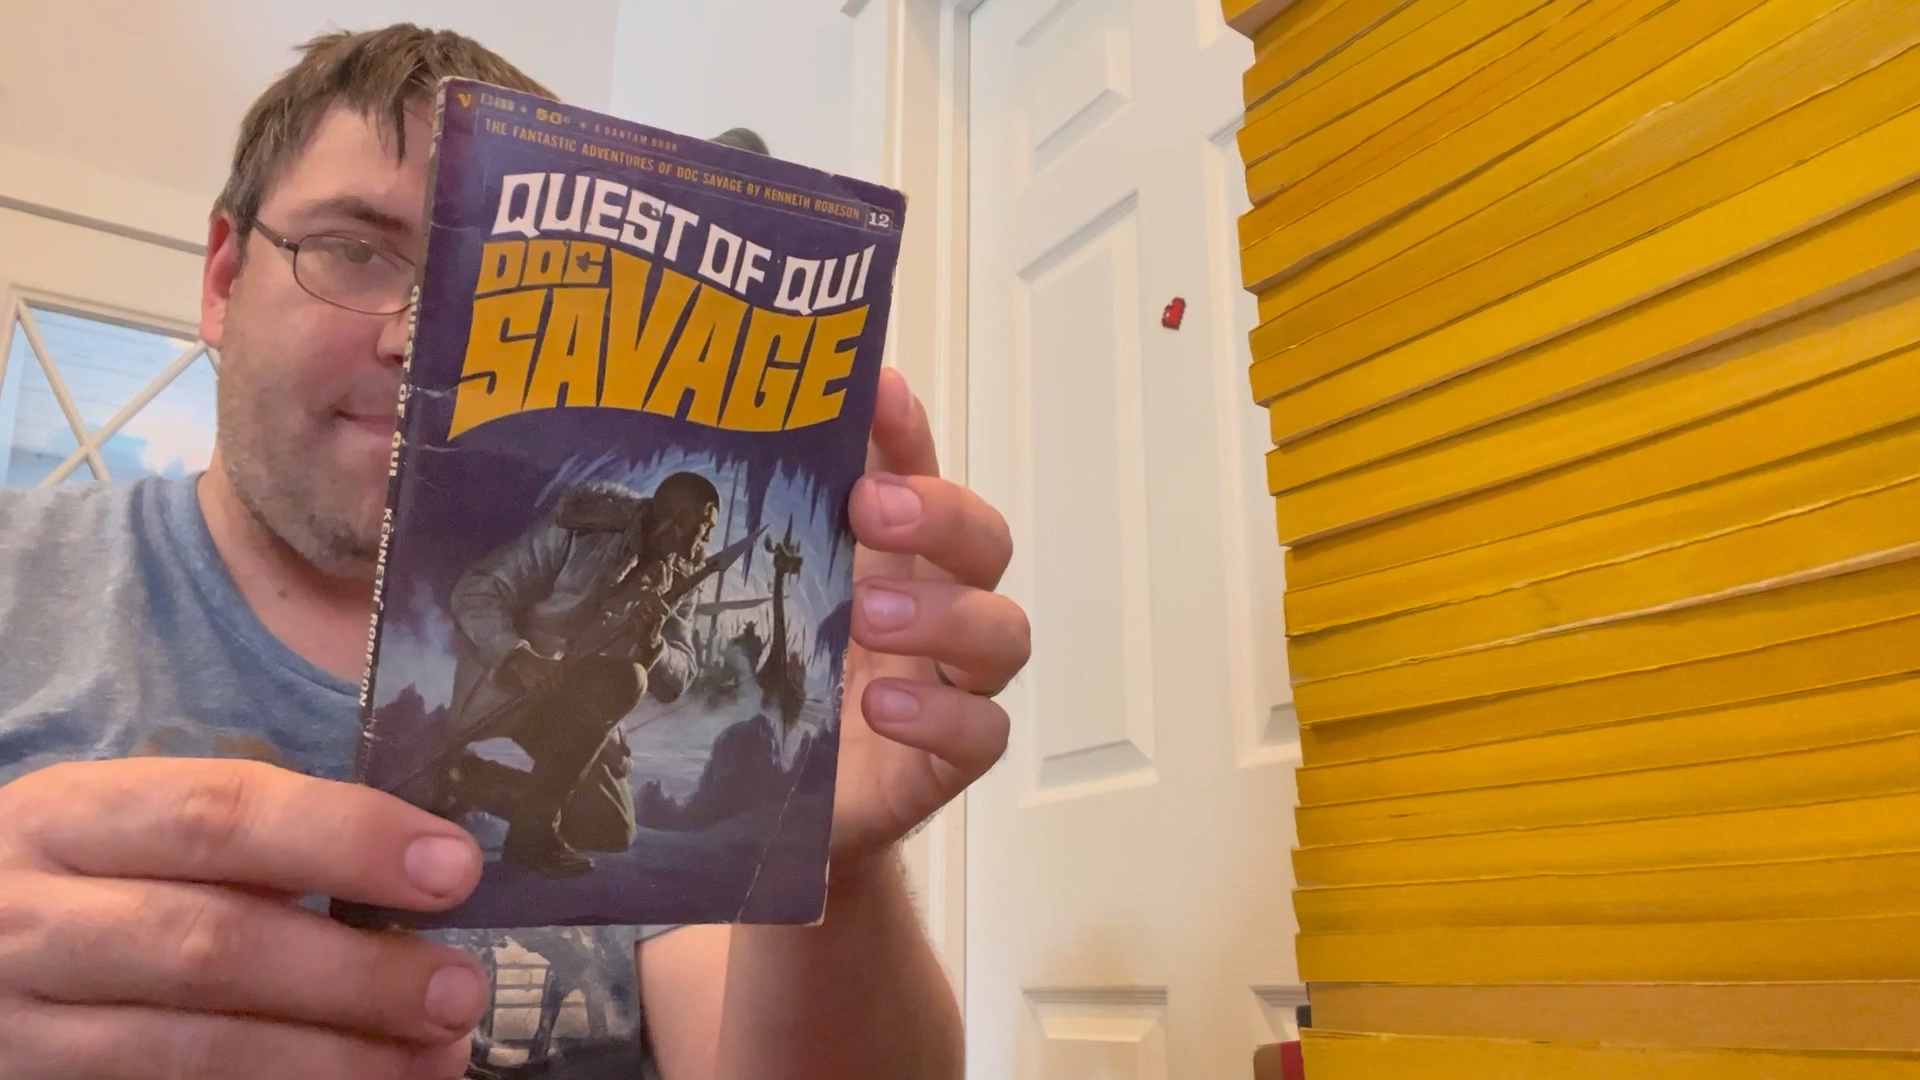 50¢ * A BANTAM BOOK
THE FANTASTIC ADVENTURES OF DOC SAVAGE BY KENNETH ROBESON 12
QUEST OF QUI
DOC
SAVAGE
QUEST OF QUI KENNETH ROBESON